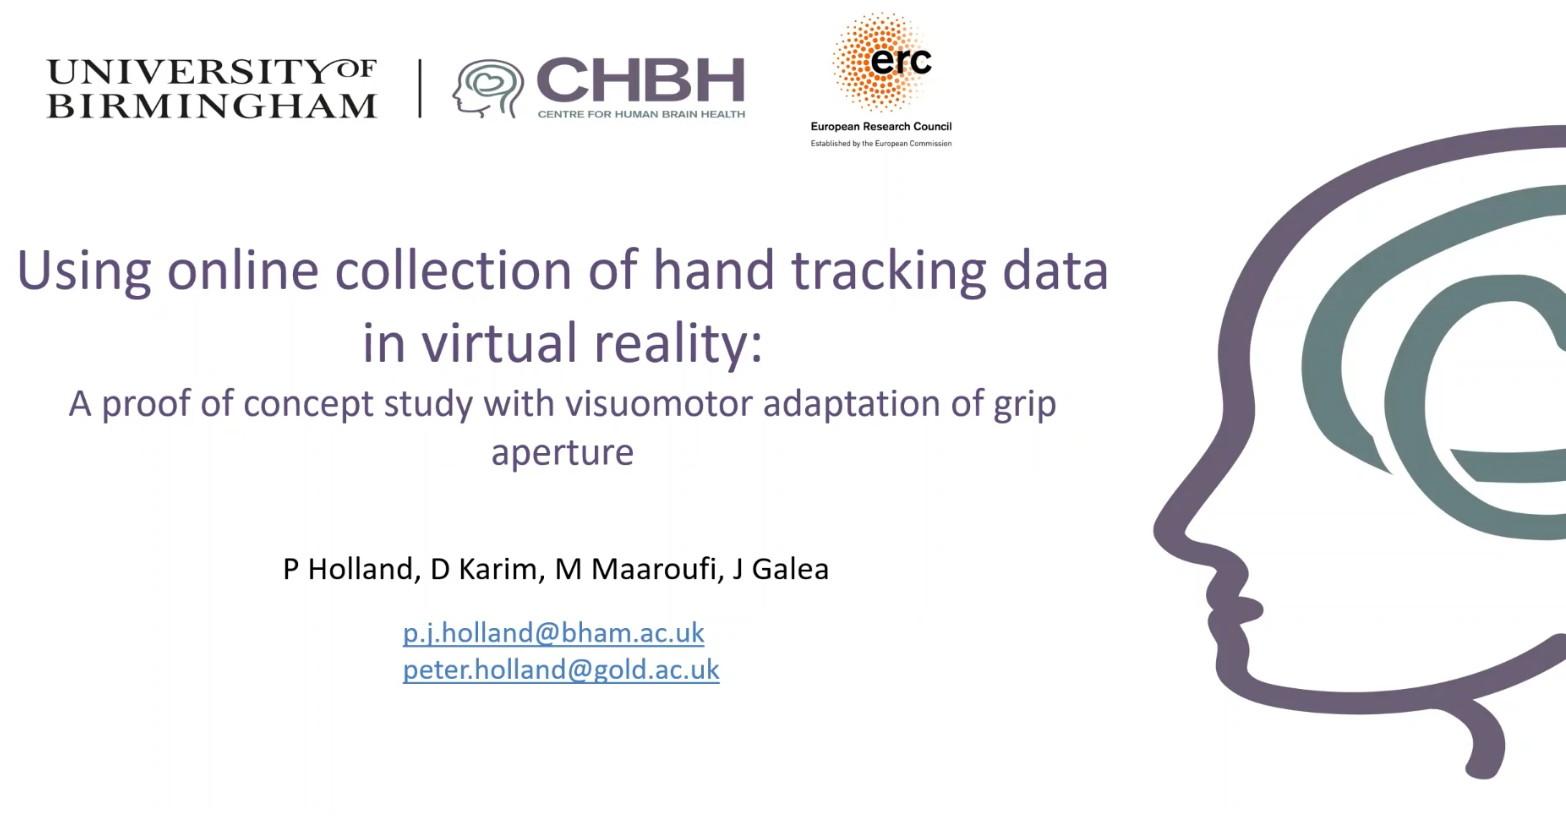 UNIVERSITY OF
BIRMINGHAM
CHBH
CENTRE FOR HUMAN BRAIN HEALTH
erc
European Research Council
Established by the European Commission
Using online collection of hand tracking data
in virtual reality:
A proof of concept study with visuomotor adaptation of grip
aperture
P Holland, D Karim, M Maaroufi, J Galea
p.j.holland@bham.ac.uk
peter.holland@gold.ac.uk